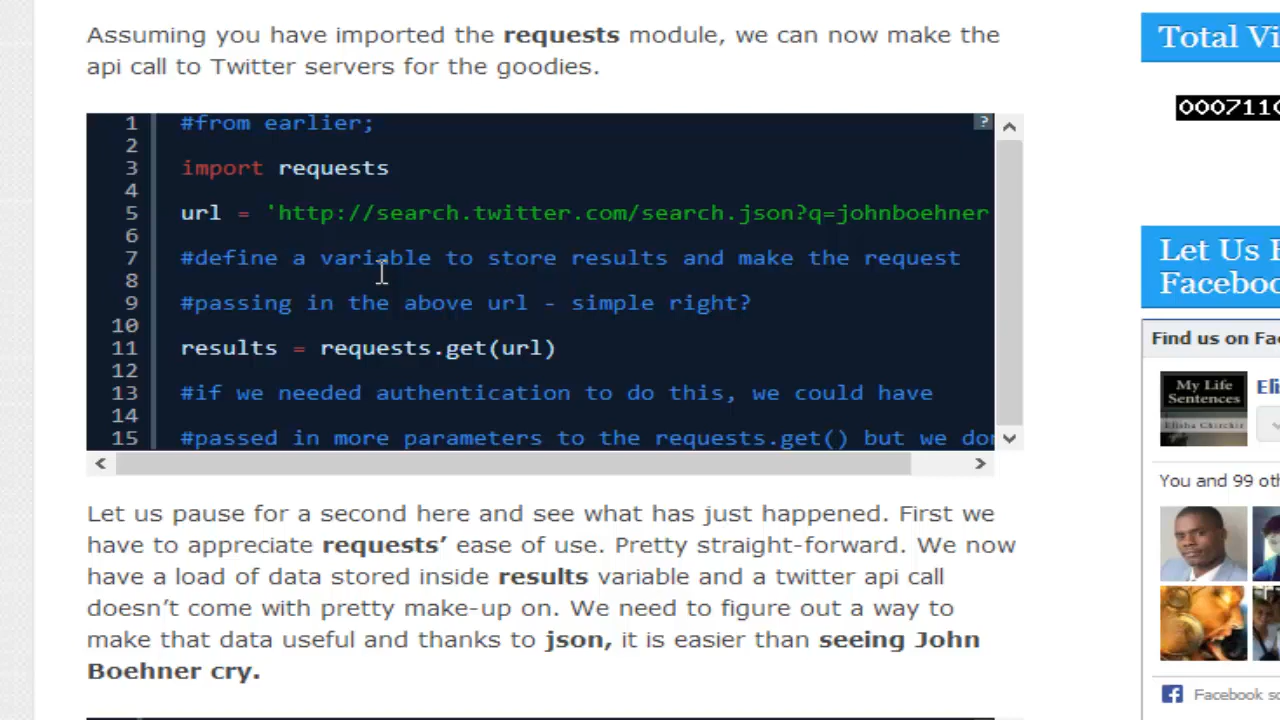 Assuming you have imported the requests module, we can now make the
api call to Twitter servers for the goodies.
1 #from earlier;
?
2
3 import requests
4
5 url = 'http://search.twitter.com/search.json?q=johnboehner
6
7 #define a variable to store results and make the request
8
9 #passing in the above url - simple right?
10
11 results = requests.get(url)
12
13 #if we needed authentication to do this, we could have
14
15 #passed in more parameters to the requests.get() but we don
Let us pause for a second here and see what has just happened. First we
have to appreciate requests’ ease of use. Pretty straight-forward. We now
have a load of data stored inside results variable and a twitter api call
doesn’t come with pretty make-up on. We need to figure out a way to
make that data useful and thanks to json, it is easier than seeing John
Boehner cry.
Total Vi
000711
Let Us
Faceboo
Find us on Fa
My Life
Sentences
Elisha Chirchir
Elis
You and 99 oth
Facebook so